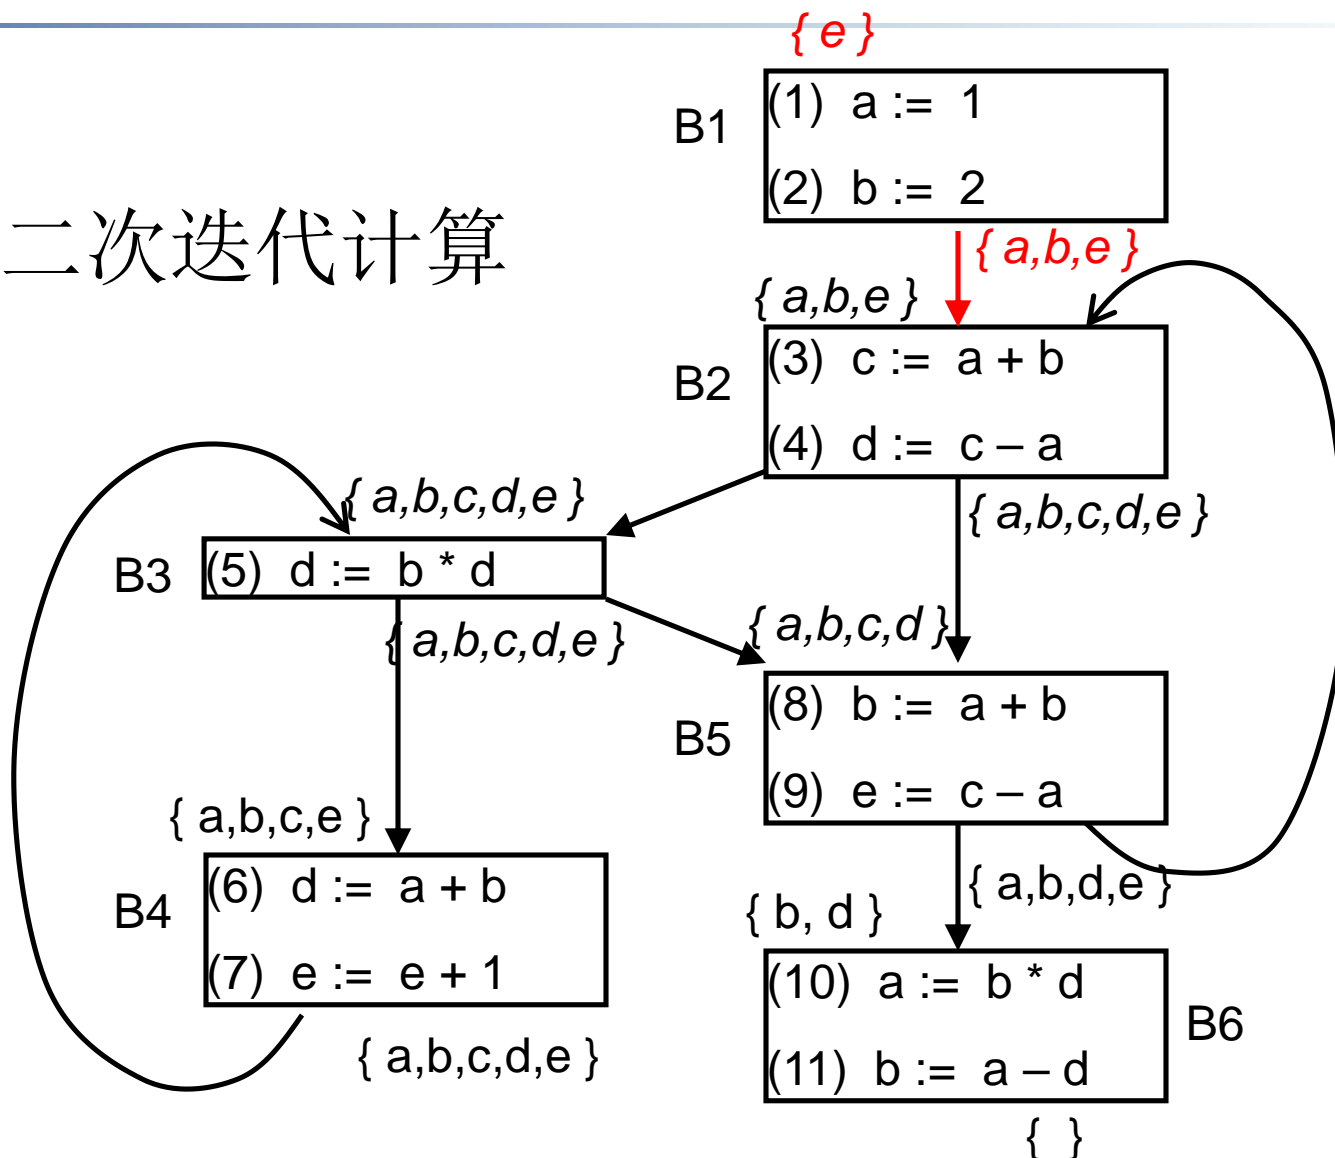 { e }
B1
(1) a := 1
(2) b := 2
二次迭代计算
{ a,b,e }
{ a,b,e }
B2
(3) c := a + b
(4) d := c – a
{ a,b,c,d,e }
{ a,b,c,d,e }
B3
(5) d := b * d
{ a,b,c,d,e }
{ a,b,c,d }
B5
(8) b := a + b
(9) e := c – a
{ a,b,c,e }
B4
(6) d := a + b
(7) e := e + 1
{ a,b,c,d,e }
{ a,b,d,e }
{ b, d }
(10) a := b * d
(11) b := a – d
B6
{ }